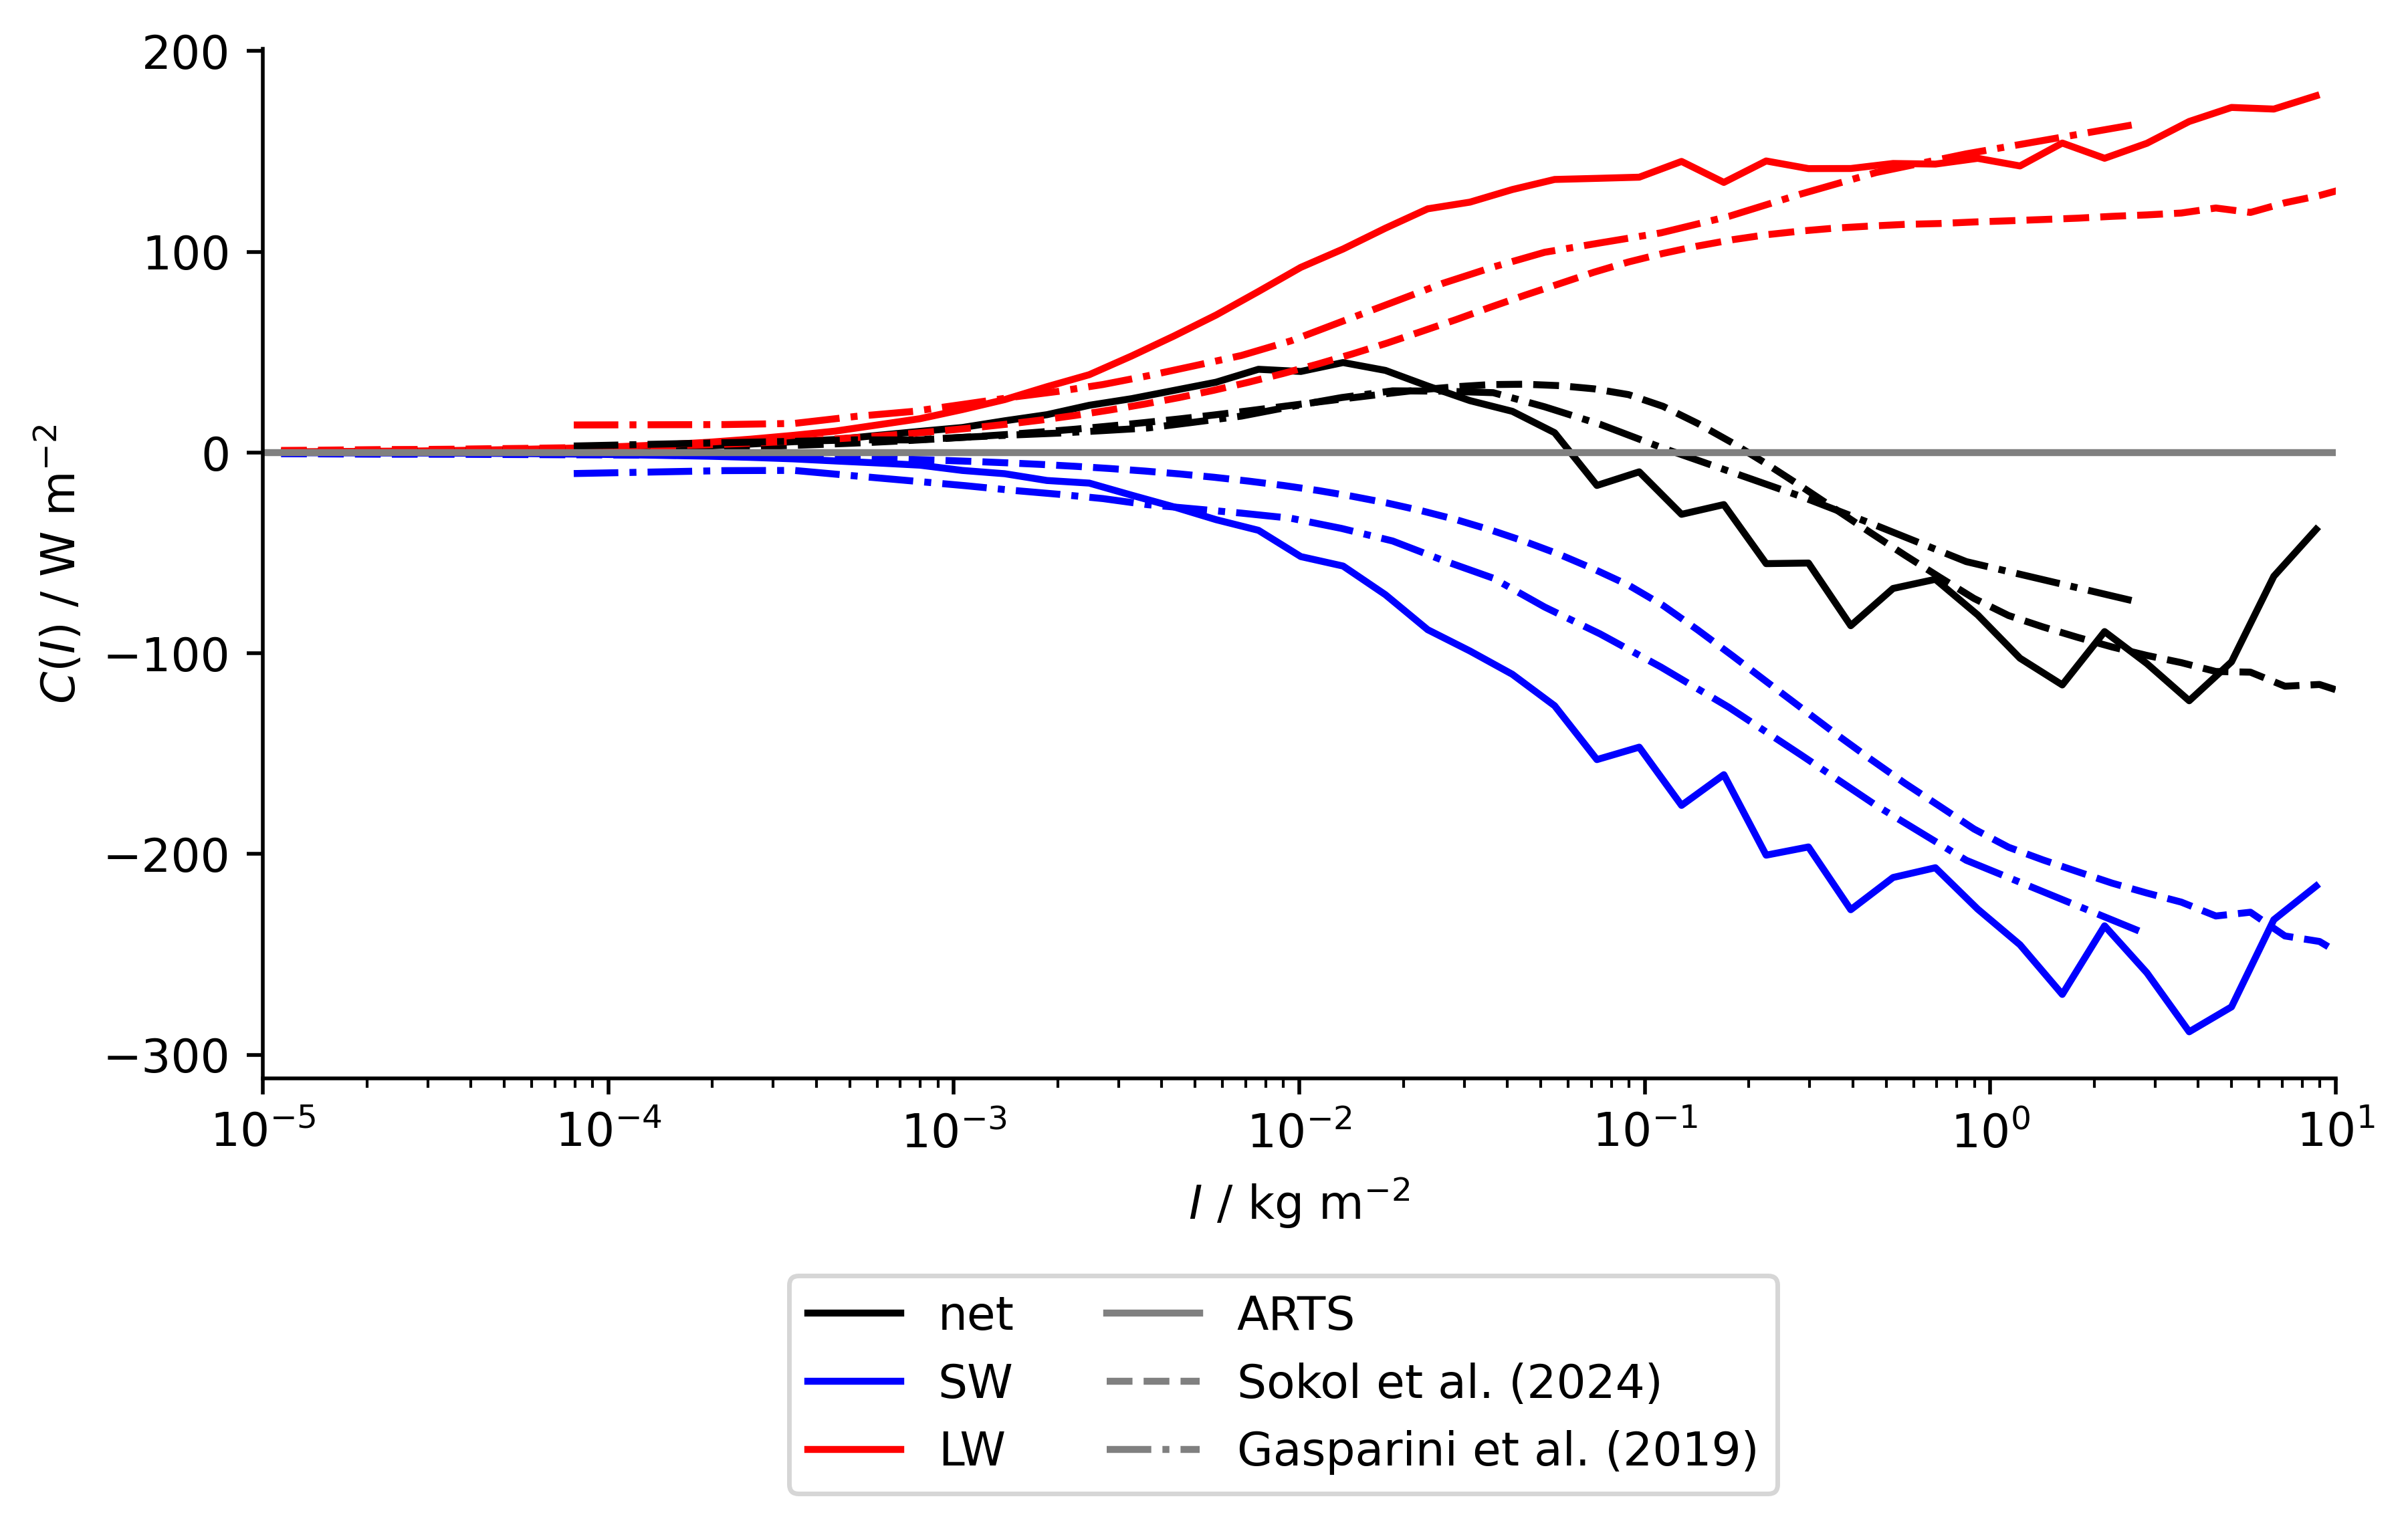 200
100
0
−100
−200
−300
C(I) / W m⁻²
10⁻⁵ 10⁻⁴ 10⁻³ 10⁻² 10⁻¹ 10⁰ 10¹
I / kg m⁻²
net ARTS
SW Sokol et al. (2024)
LW Gasparini et al. (2019)